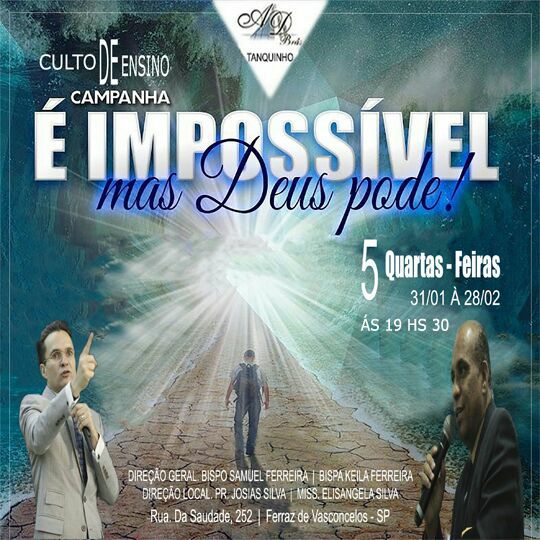 AD Brás
TANQUINHO
CULTO DE ENSINO
CAMPANHA
É IMPOSSÍVEL
mas Deus pode!
5 Quartas - Feiras
31/01 À 28/02
ÁS 19 HS 30
DIREÇÃO GERAL. BISPO SAMUEL FERREIRA | BISPA KEILA FERREIRA
DIREÇÃO LOCAL. PR. JOSIAS SILVA | MISS. ELISANGELA SILVA
Rua. Da Saudade, 252 | Ferraz de Vasconcelos - SP